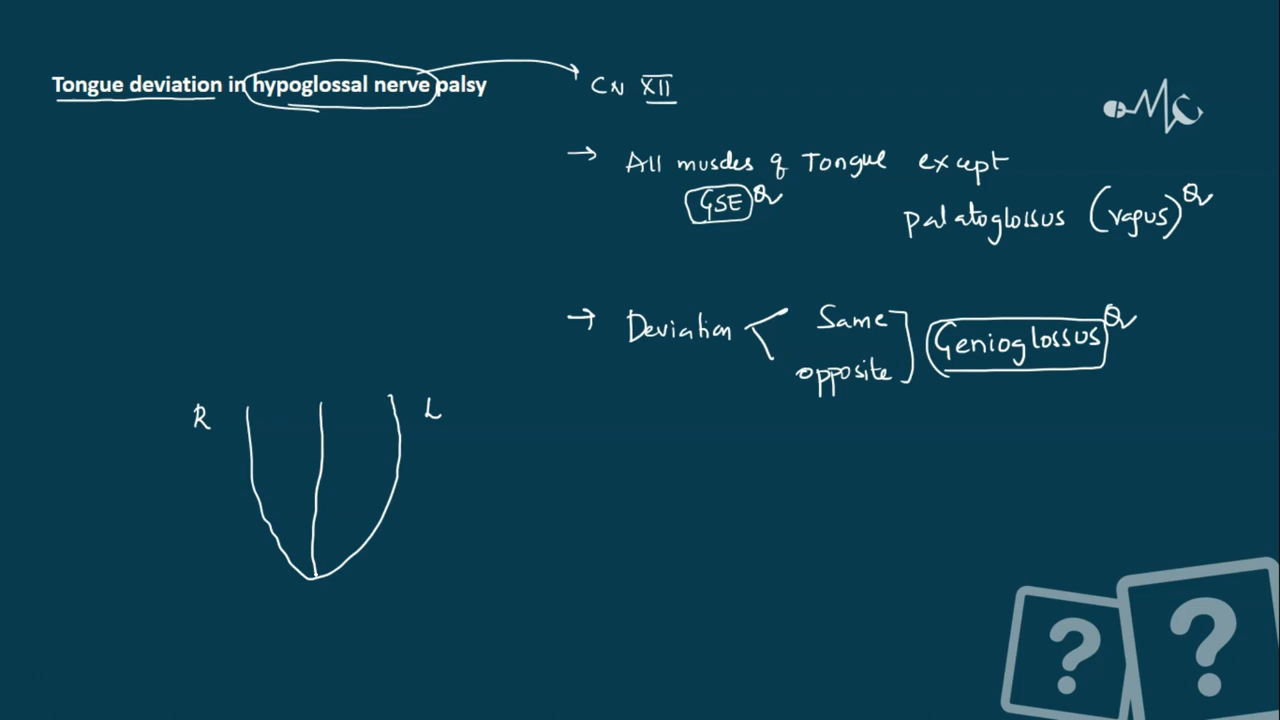 Tongue deviation in hypoglossal nerve palsy
CN XII
→ All muscles of Tongue except
GSE Q
palatoglossus (vagus) Q
→ Deviation < Same
opposite
Genioglossus Q
R L
MC
? ?